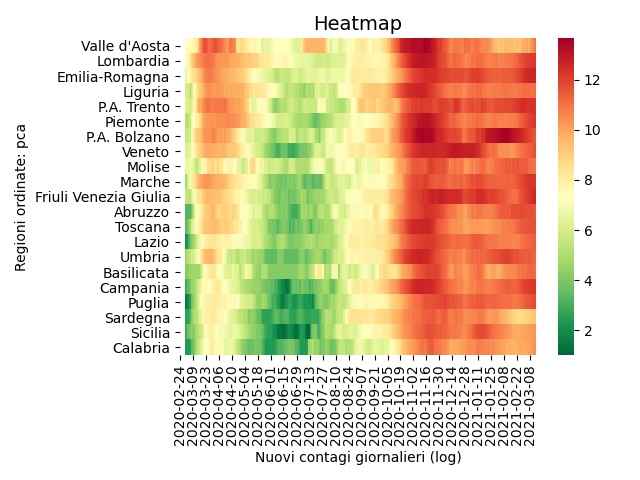 Heatmap
Regioni ordinate: pca
Valle d'Aosta
Lombardia
Emilia-Romagna
Liguria
P.A. Trento
Piemonte
P.A. Bolzano
Veneto
Molise
Marche
Friuli Venezia Giulia
Abruzzo
Toscana
Lazio
Umbria
Basilicata
Campania
Puglia
Sardegna
Sicilia
Calabria
12
10
8
6
4
2
2020-02-24
2020-03-09
2020-03-23
2020-04-06
2020-04-20
2020-05-04
2020-05-18
2020-06-01
2020-06-15
2020-06-29
2020-07-13
2020-07-27
2020-08-10
2020-08-24
2020-09-07
2020-09-21
2020-10-05
2020-10-19
2020-11-02
2020-11-16
2020-11-30
2020-12-14
2020-12-28
2021-01-11
2021-01-25
2021-02-08
2021-02-22
2021-03-08
Nuovi contagi giornalieri (log)